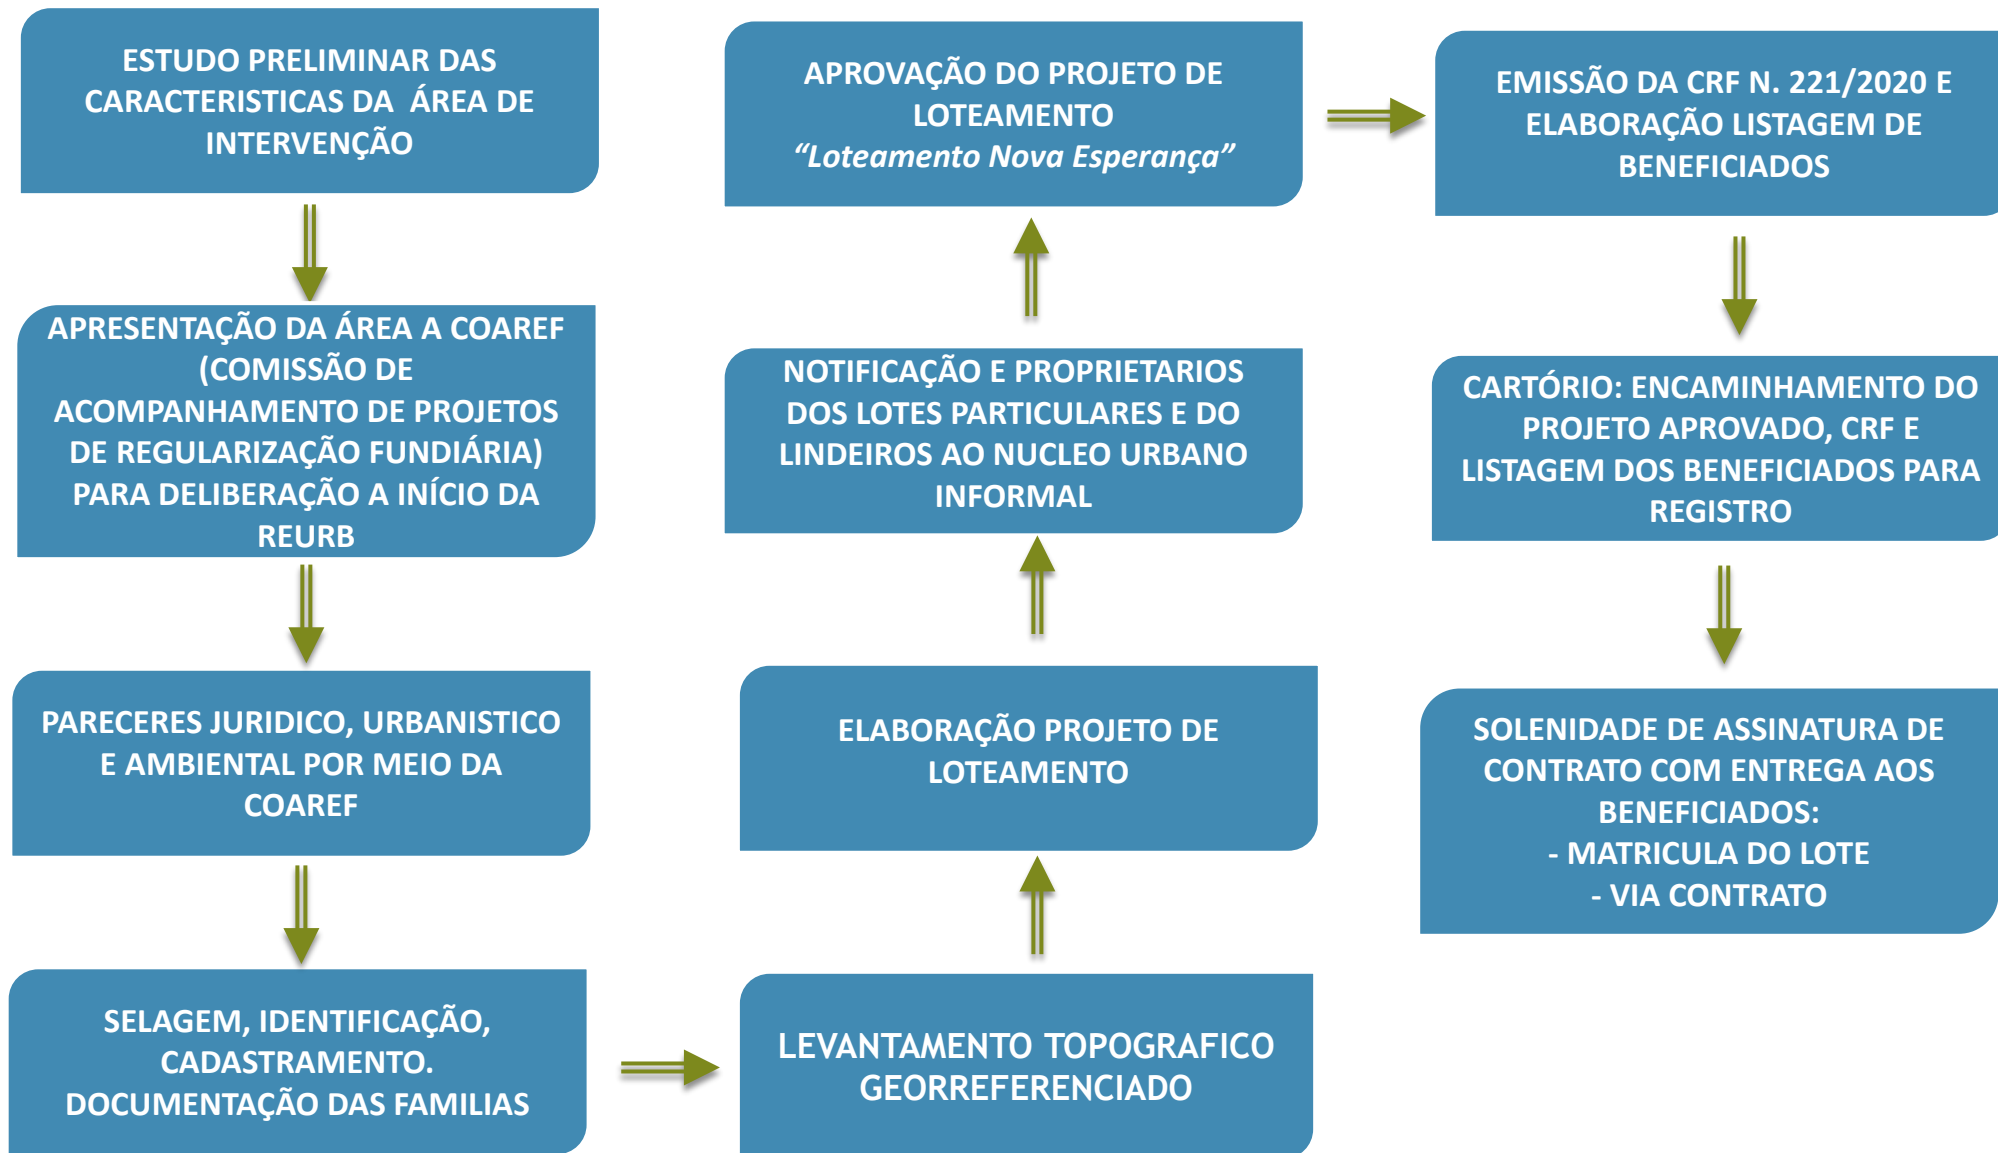 ESTUDO PRELIMINAR DAS
CARACTERISTICAS DA ÁREA DE
INTERVENÇÃO
APRESENTAÇÃO DA ÁREA A COAREF
(COMISSÃO DE
ACOMPANHAMENTO DE PROJETOS
DE REGULARIZAÇÃO FUNDIÁRIA)
PARA DELIBERAÇÃO A INÍCIO DA
REURB
PARECERES JURIDICO, URBANISTICO
E AMBIENTAL POR MEIO DA
COAREF
SELAGEM, IDENTIFICAÇÃO,
CADASTRAMENTO.
DOCUMENTAÇÃO DAS FAMILIAS
LEVANTAMENTO TOPOGRAFICO
GEORREFERENCIADO
ELABORAÇÃO PROJETO DE
LOTEAMENTO
NOTIFICAÇÃO E PROPRIETARIOS
DOS LOTES PARTICULARES E DO
LINDEIROS AO NUCLEO URBANO
INFORMAL
APROVAÇÃO DO PROJETO DE
LOTEAMENTO
“Loteamento Nova Esperança”
EMISSÃO DA CRF N. 221/2020 E
ELABORAÇÃO LISTAGEM DE
BENEFICIADOS
CARTÓRIO: ENCAMINHAMENTO DO
PROJETO APROVADO, CRF E
LISTAGEM DOS BENEFICIADOS PARA
REGISTRO
SOLENIDADE DE ASSINATURA DE
CONTRATO COM ENTREGA AOS
BENEFICIADOS:
- MATRICULA DO LOTE
- VIA CONTRATO